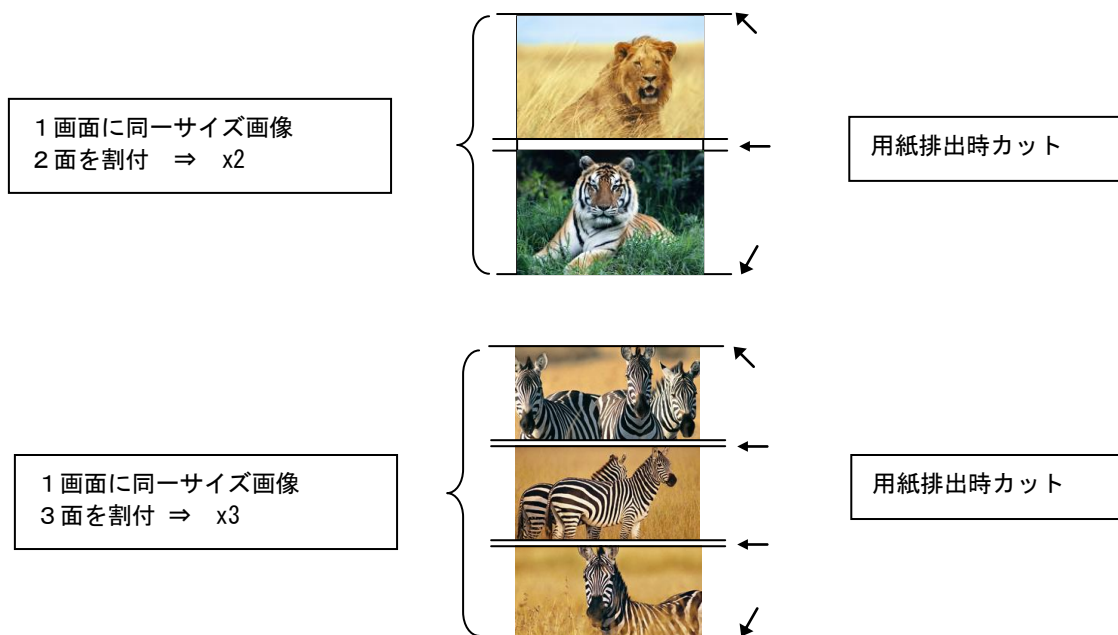 １画面に同一サイズ画像
２面を割付　⇒　x2
用紙排出時カット
１画面に同一サイズ画像
３面を割付 ⇒　x3
用紙排出時カット